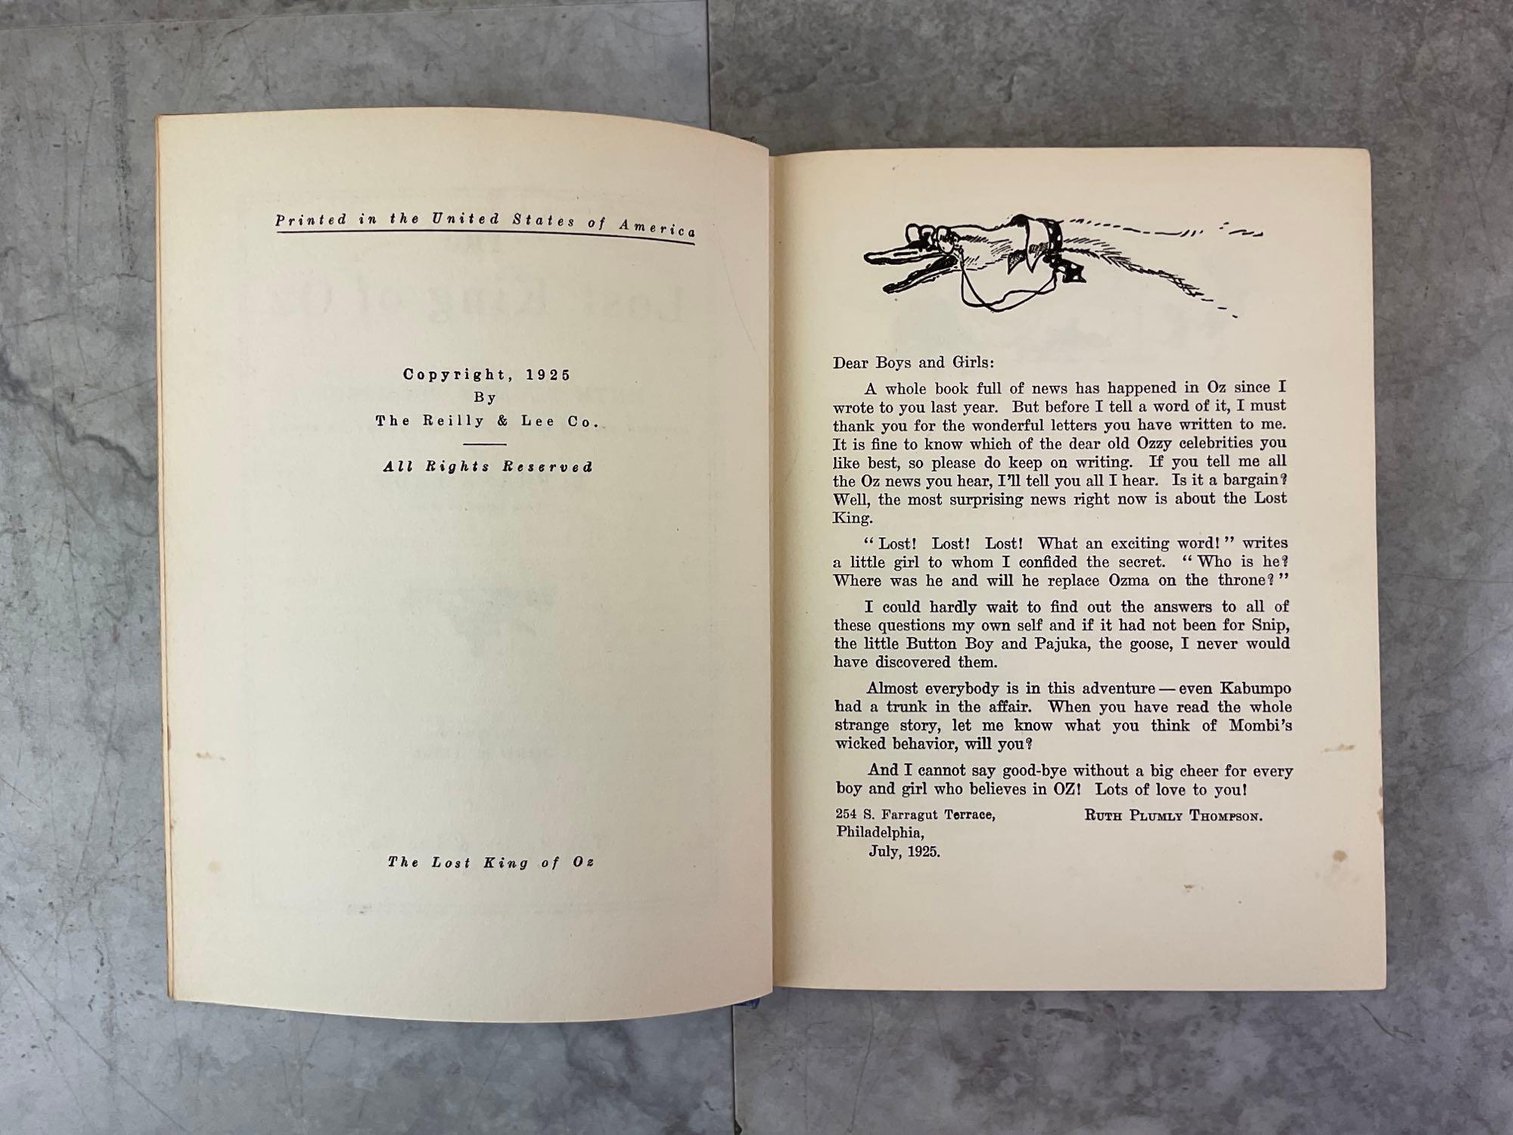 Printed in the United States of America
Copyright, 1925
By
The Reilly & Lee Co.
All Rights Reserved
The Lost King of Oz
Dear Boys and Girls:
A whole book full of news has happened in Oz since I
wrote to you last year. But before I tell a word of it, I must
thank you for the wonderful letters you have written to me.
It is fine to know which of the dear old Ozzy celebrities you
like best, so please do keep on writing. If you tell me all
the Oz news you hear, I'll tell you all I hear. Is it a bargain?
Well, the most surprising news right now is about the Lost
King.
"Lost! Lost! Lost! What an exciting word!" writes
a little girl to whom I confided the secret. "Who is he?
Where was he and will he replace Ozma on the throne?"
I could hardly wait to find out the answers to all of
these questions my own self and if it had not been for Snip,
the little Button Boy and Pajuka, the goose, I never would
have discovered them.
Almost everybody is in this adventure — even Kabumpo
had a trunk in the affair. When you have read the whole
strange story, let me know what you think of Mombi's
wicked behavior, will you?
And I cannot say good-bye without a big cheer for every
boy and girl who believes in OZ! Lots of love to you!
254 S. Farragut Terrace, RUTH PLUMLY THOMPSON.
Philadelphia,
July, 1925.